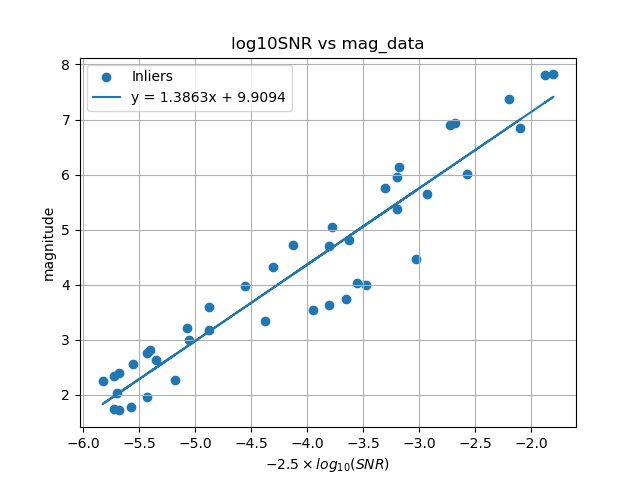 log10SNR vs mag_data
Inliers
y = 1.3863x + 9.9094
magnitude
8
7
6
5
4
3
2
−6.0 −5.5 −5.0 −4.5 −4.0 −3.5 −3.0 −2.5 −2.0
−2.5 × log₁₀(SNR)